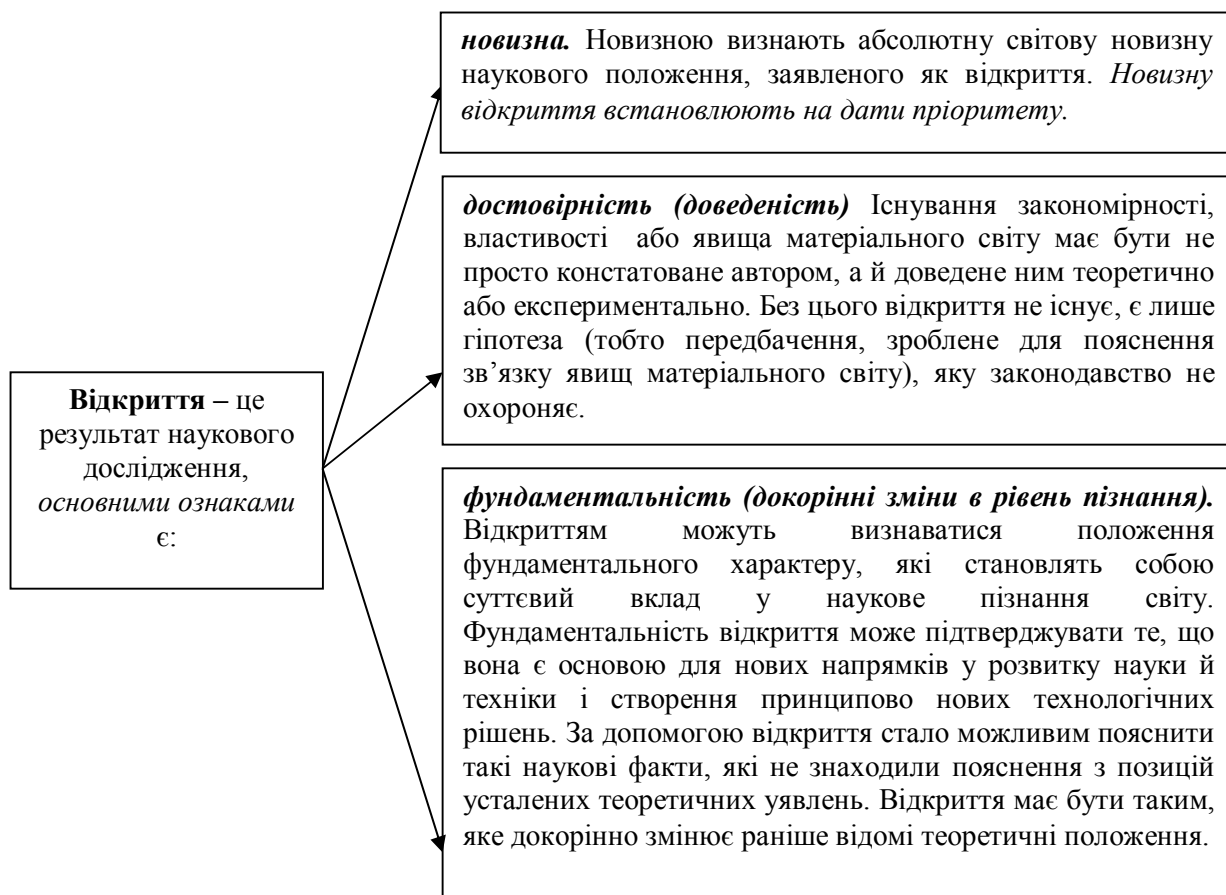 Відкриття – це
результат наукового
дослідження,
основними ознаками
є:
новизна. Новизною визнають абсолютну світову новизну
наукового положення, заявленого як відкриття. Новизну
відкриття встановлюють на дати пріоритету.
достовірність (доведеність) Існування закономірності,
властивості або явища матеріального світу має бути не
просто констатоване автором, а й доведене ним теоретично
або експериментально. Без цього відкриття не існує, є лише
гіпотеза (тобто передбачення, зроблене для пояснення
зв’язку явищ матеріального світу), яку законодавство не
охороняє.
фундаментальність (докорінні зміни в рівень пізнання).
Відкриттям можуть визнаватися положення
фундаментального характеру, які становлять собою
суттєвий вклад у наукове пізнання світу.
Фундаментальність відкриття може підтверджувати те, що
вона є основою для нових напрямків у розвитку науки й
техніки і створення принципово нових технологічних
рішень. За допомогою відкриття стало можливим пояснити
такі наукові факти, які не знаходили пояснення з позицій
усталених теоретичних уявлень. Відкриття має бути таким,
яке докорінно змінює раніше відомі теоретичні положення.